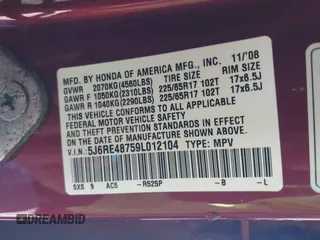 MFD. BY HONDA OF AMERICA MFG., INC. 11/'08
GVWR 2070KG(4560LBS) TIRE SIZE RIM SIZE
GAWR F 1050KG(2310LBS) 225/65R17 102T 17x6.5J
GAWR R 1040KG(2290LBS) 225/65R17 102T 17x6.5J
THIS VEHICLE CONFORMS TO ALL APPLICABLE
FEDERAL MOTOR VEHICLE SAFETY STANDARDS
IN EFFECT ON THE DATE OF MANUFACTURE
SHOWN ABOVE.
V.I.N: 5J6RE48759L012104 TYPE: MPV
SXS 9 AC5 -R525P -B -L
DREAMBID